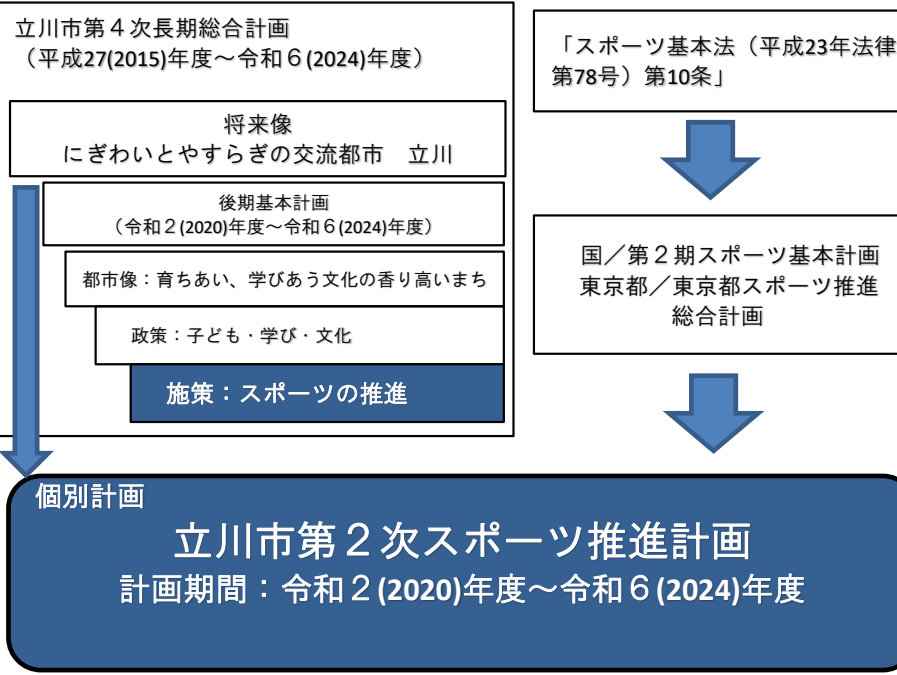 立川市第４次長期総合計画
（平成27(2015)年度～令和６(2024)年度）
将来像
にぎわいとやすらぎの交流都市　立川
後期基本計画
（令和２(2020)年度～令和６(2024)年度）
都市像：育ちあい、学びあう文化の香り高いまち
政策：子ども・学び・文化
施策：スポーツの推進
「スポーツ基本法（平成23年法律
第78号）第10条」
国／第２期スポーツ基本計画
東京都／東京都スポーツ推進
総合計画
個別計画
立川市第２次スポーツ推進計画
計画期間：令和２(2020)年度～令和６(2024)年度